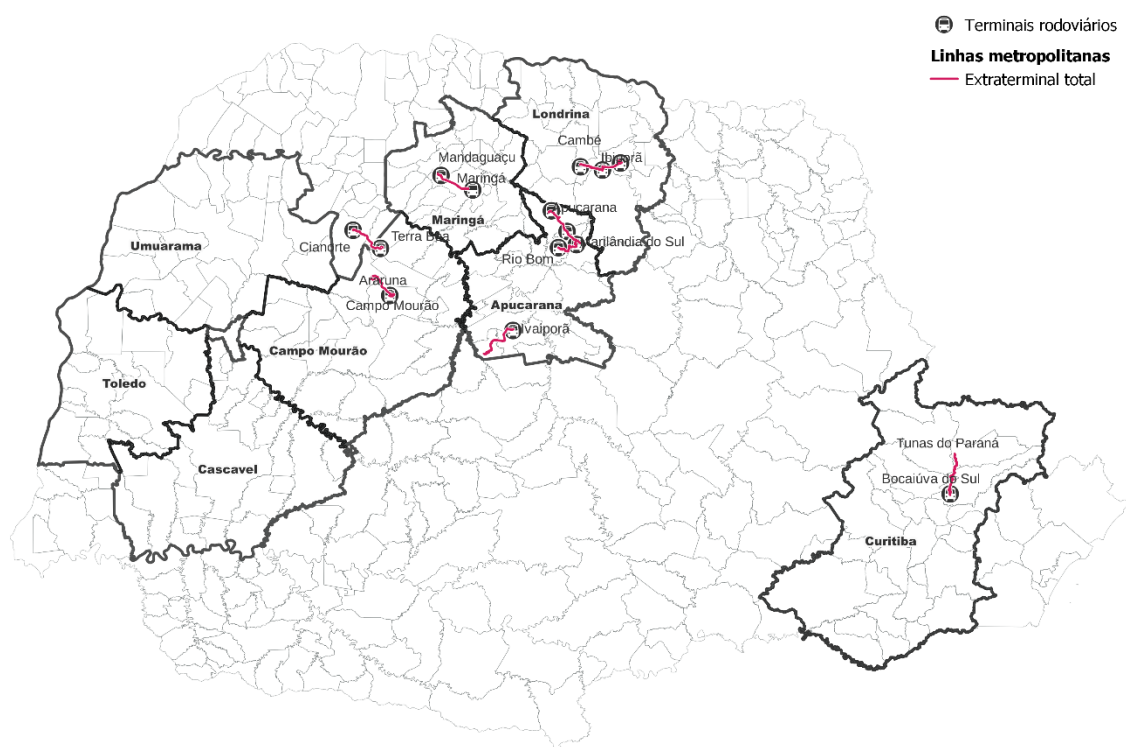 Terminais rodoviários
Linhas metropolitanas
Extraterminal total
Londrina
Cambé
Ibiporã
Mandaguaçu
Maringá
Apucarana
Maringá
Umuarama
Cianorte
Terra Boa
Marilândia do Sul
Rio Bom
Araruna
Campo Mourão
Apucarana
Ivaiporã
Campo Mourão
Toledo
Cascavel
Tunas do Paraná
Bocaiúva do Sul
Curitiba